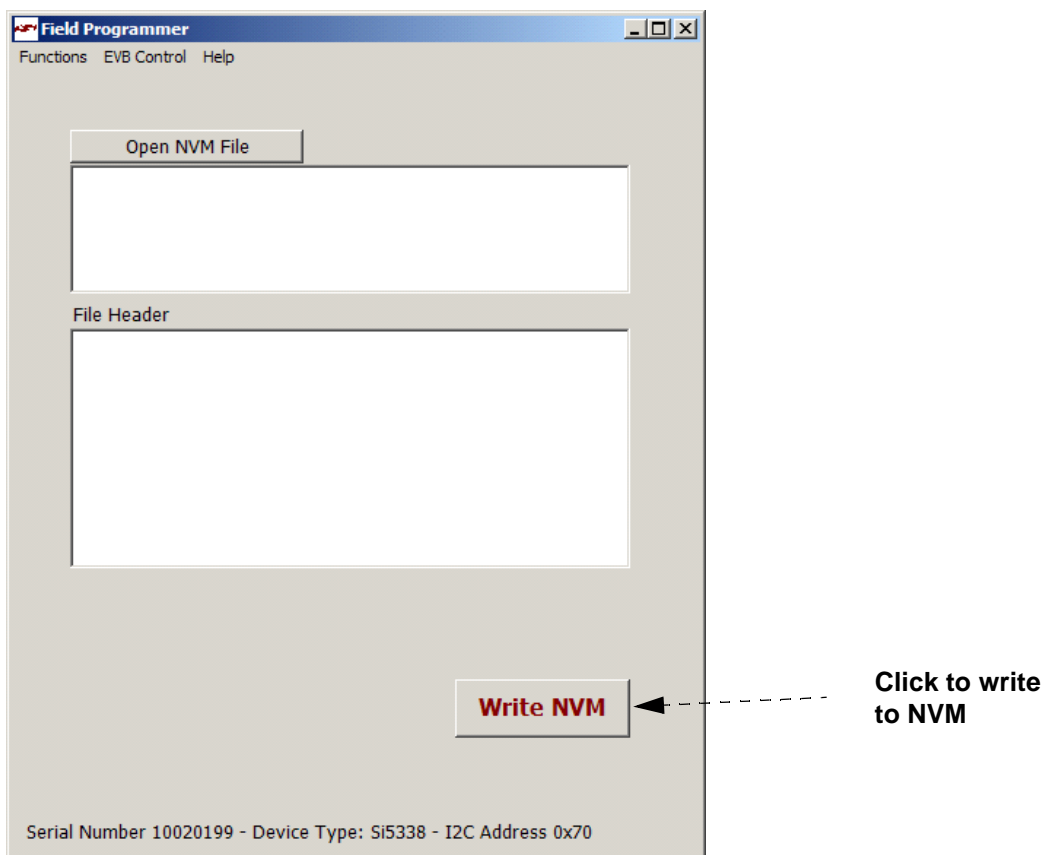 Field Programmer
Functions EVB Control Help
Open NVM File
File Header
Write NVM
Click to write
to NVM
Serial Number 10020199 - Device Type: Si5338 - I2C Address 0x70